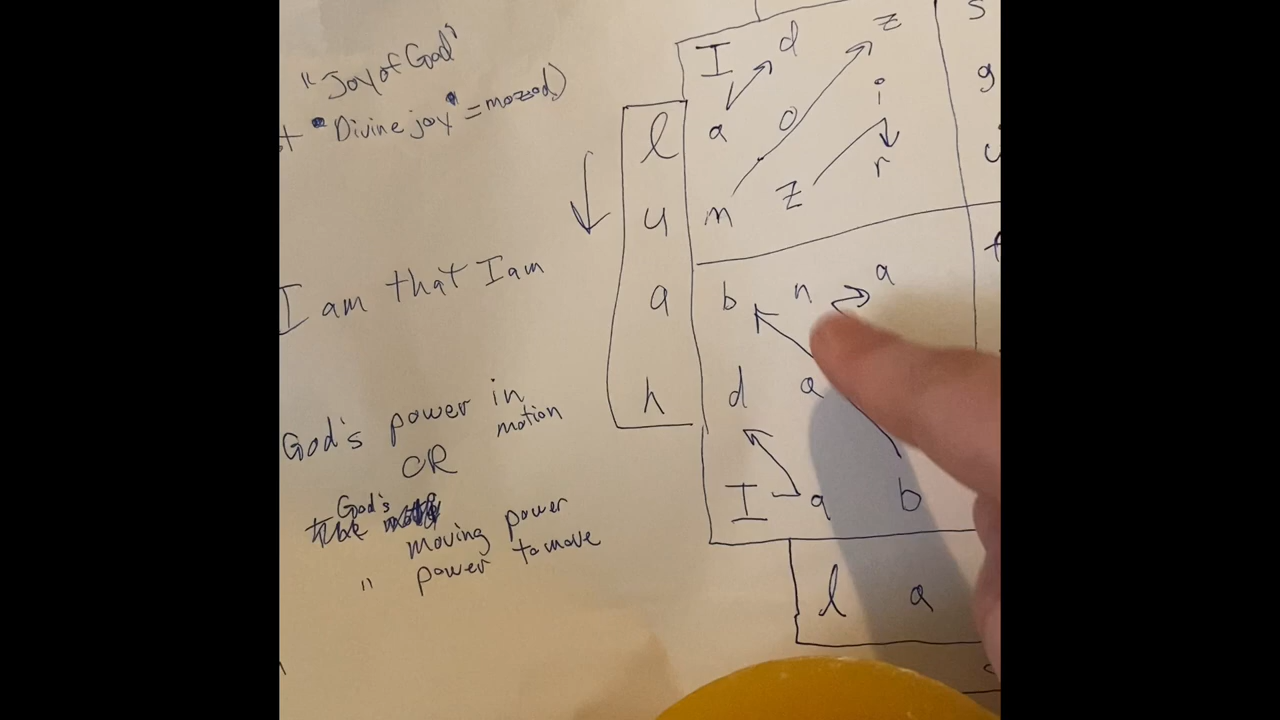 "Joy of God"
"Divine joy" = mozod)
I am that I am
God's power in
motion
OR
God's
moving power
" power to move
I d z s
l a o i g
u m z r
a b n a
h d a
I a b
l a